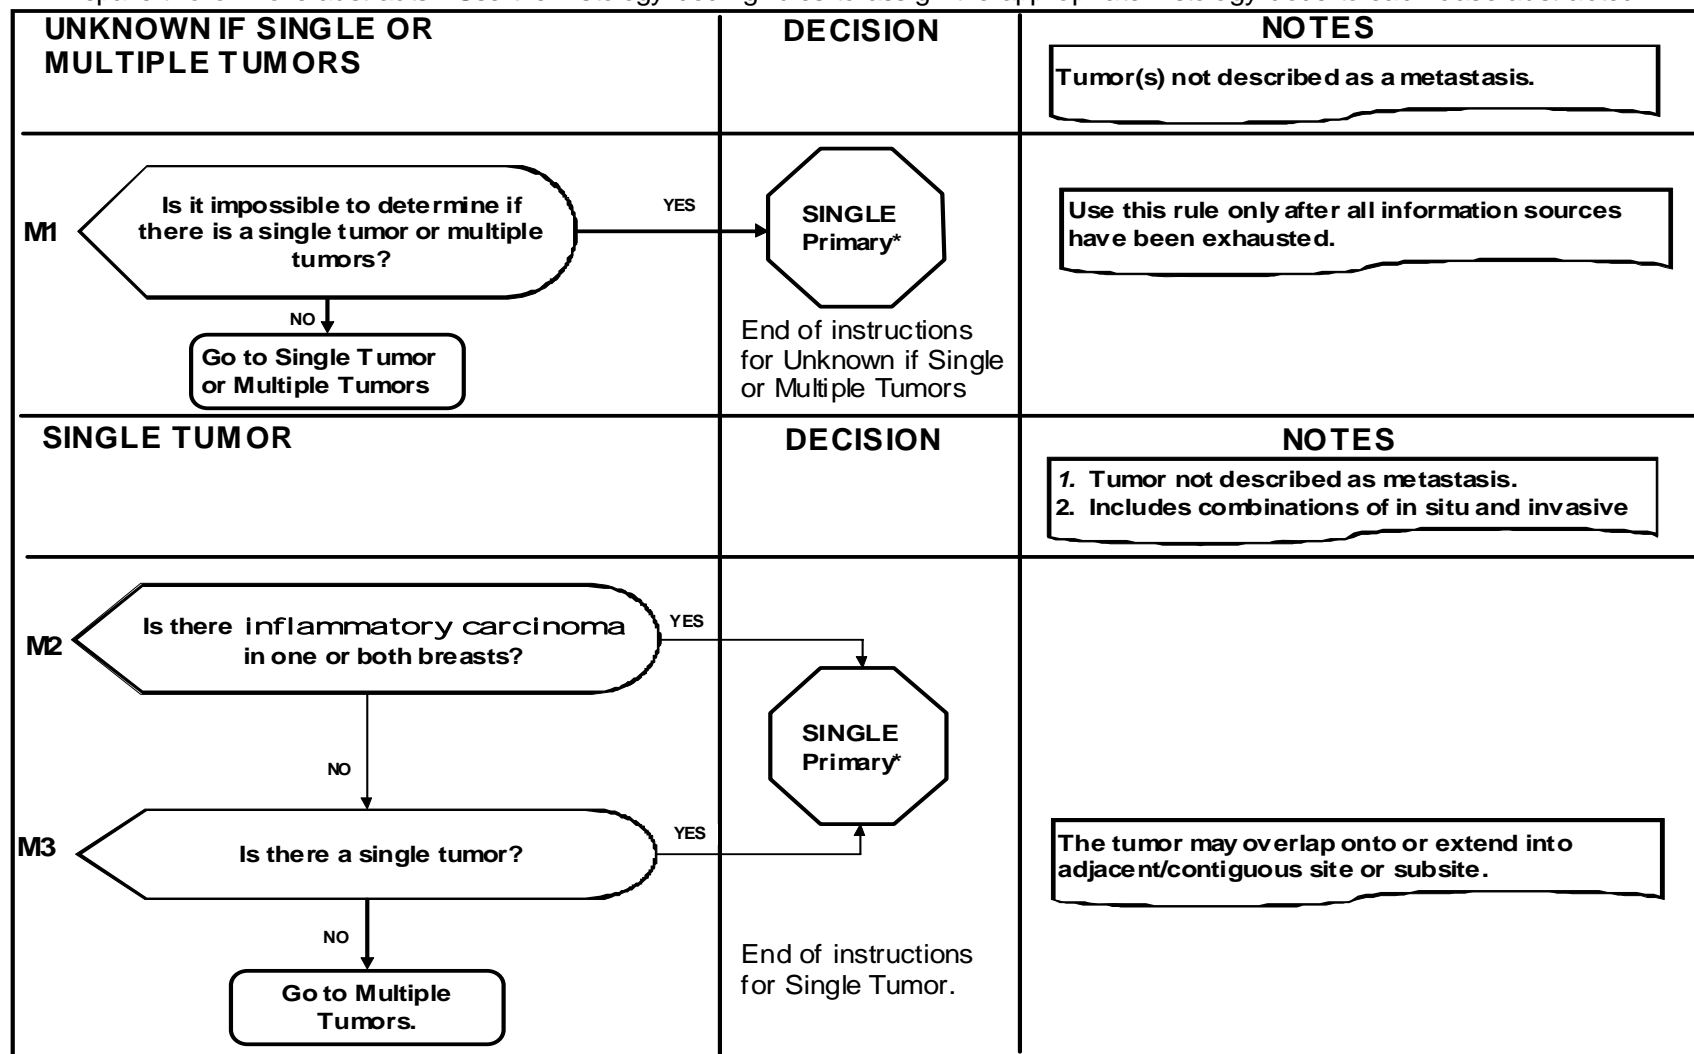 UNKNOWN IF SINGLE OR
MULTIPLE TUMORS
DECISION
NOTES
Tumor(s) not described as a metastasis.
M1
Is it impossible to determine if
there is a single tumor or multiple
tumors?
YES
SINGLE
Primary*
Use this rule only after all information sources
have been exhausted.
NO
Go to Single Tumor
or Multiple Tumors
End of instructions
for Unknown if Single
or Multiple Tumors
SINGLE TUMOR
DECISION
NOTES
1. Tumor not described as metastasis.
2. Includes combinations of in situ and invasive
M2
Is there inflammatory carcinoma
in one or both breasts?
YES
SINGLE
Primary*
NO
M3
Is there a single tumor?
YES
The tumor may overlap onto or extend into
adjacent/contiguous site or subsite.
NO
Go to Multiple
Tumors.
End of instructions
for Single Tumor.